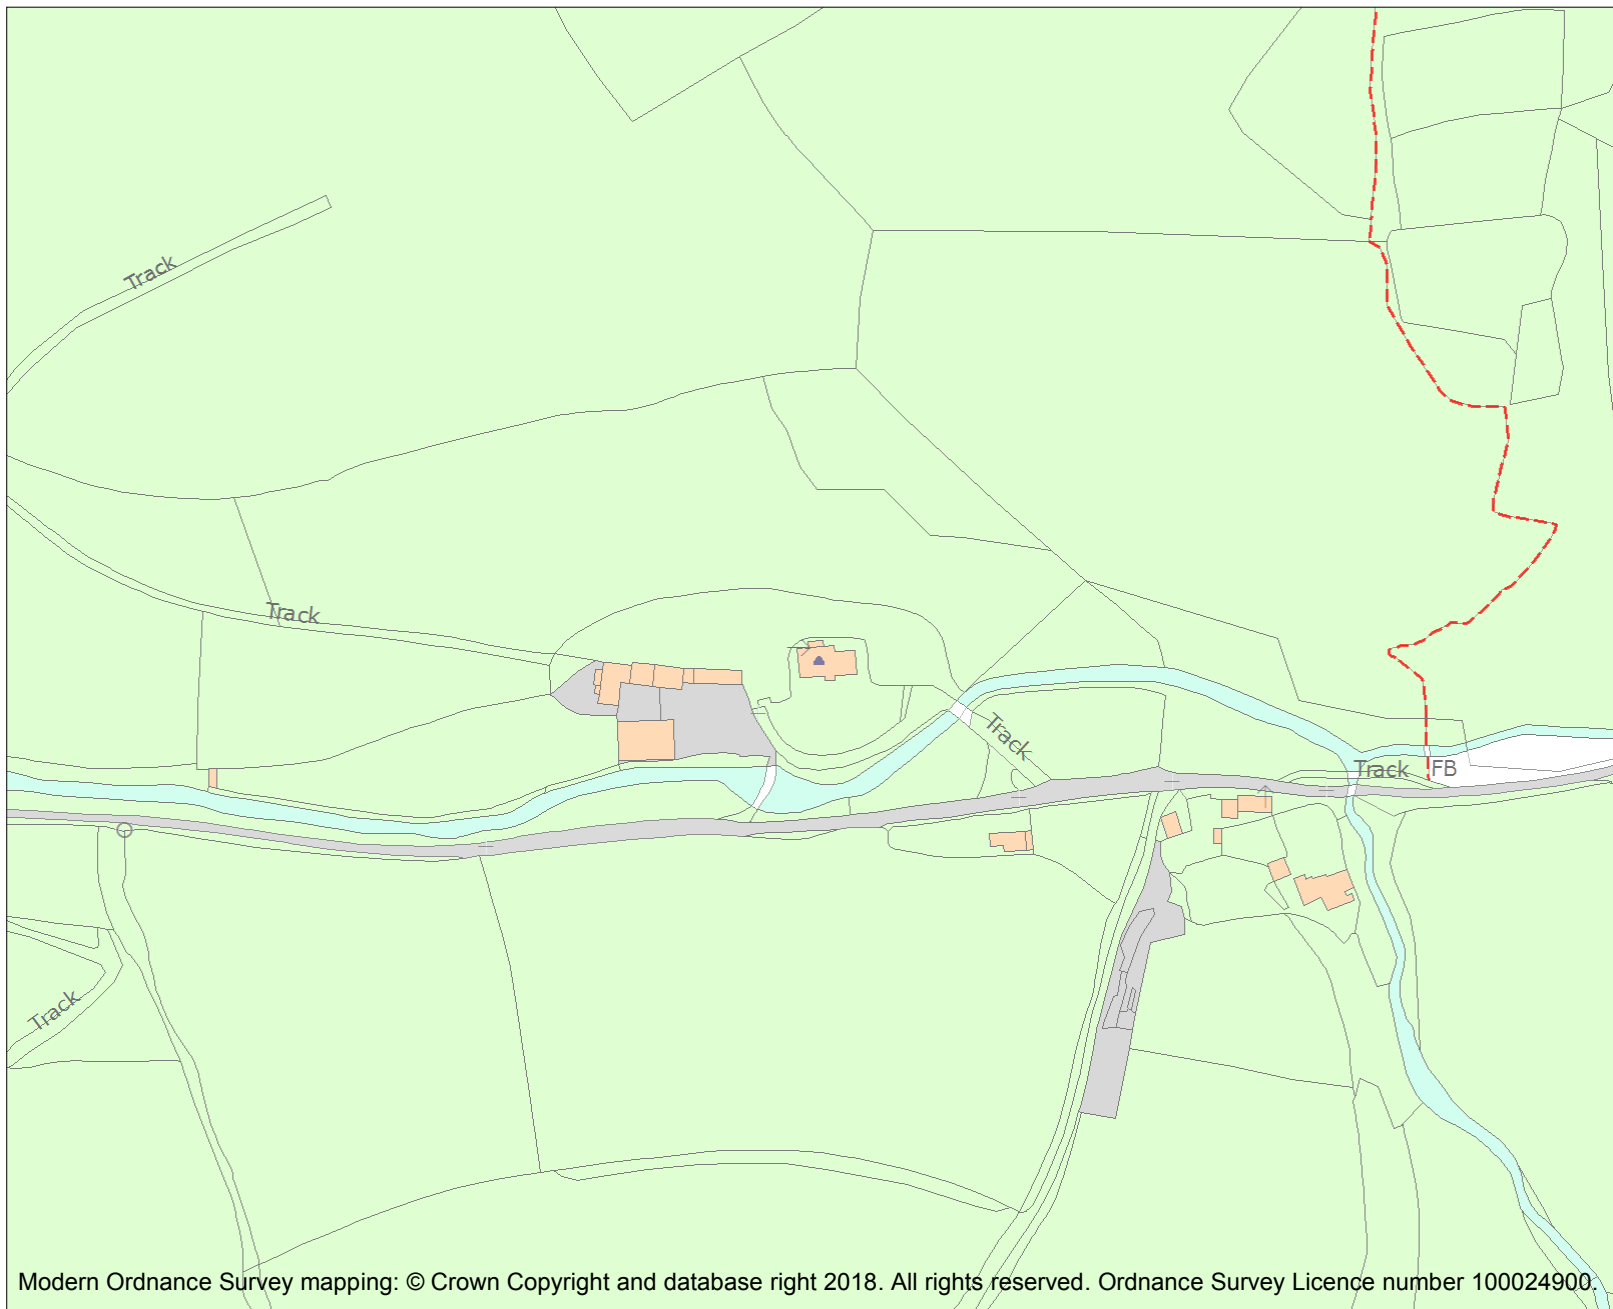 Track
Track
Track
Track FB
Track
Modern Ordnance Survey mapping: © Crown Copyright and database right 2018. All rights reserved. Ordnance Survey Licence number 100024900.